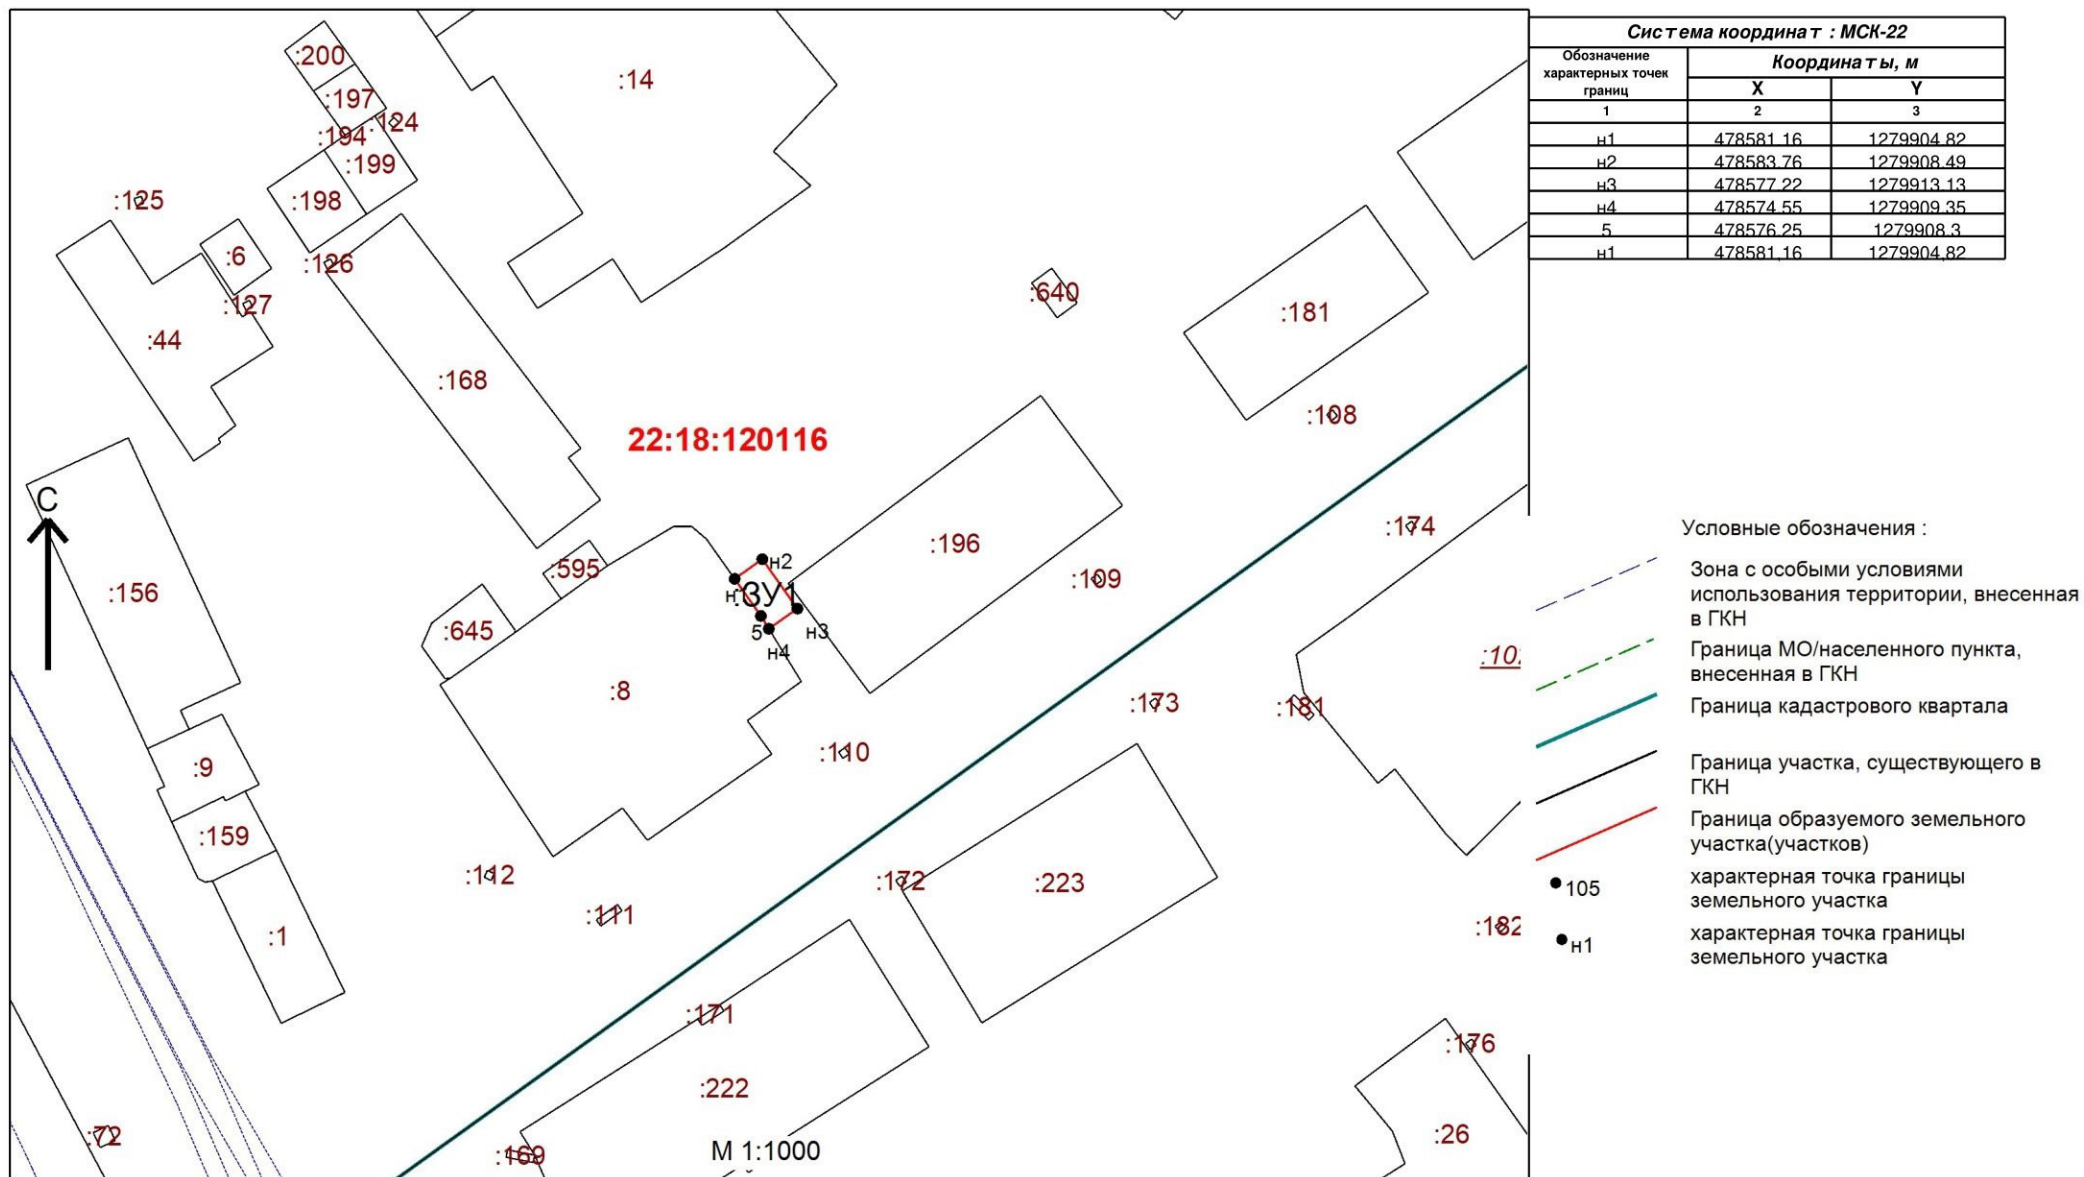 Система координат : МСК-22
Обозначение характерных точек границ
Координаты, м
X Y
1 2 3
н1 478581,16 1279904,82
н2 478583,76 1279908,49
н3 478577,22 1279913,13
н4 478574,55 1279909,35
5 478576,25 1279908,3
н1 478581,16 1279904,82
:200
:14
:197
:124
:194
:199
:125
:198
:6
:126
:127
:640
:181
:44
:168
:108
22:18:120116
С
:174
:196
:156
:595
н2
:109
:ЗУ1
:645
5
н3
н4
:10
:8
:173
:181
:110
:9
:159
:112
:172
:223
:111
:1
:182
:171
:176
:222
:72
:26
:169
М 1:1000
Условные обозначения :
Зона с особыми условиями
использования территории, внесенная
в ГКН
Граница МО/населенного пункта,
внесенная в ГКН
Граница кадастрового квартала
Граница участка, существующего в
ГКН
Граница образуемого земельного
участка(участков)
105
характерная точка границы
земельного участка
н1
характерная точка границы
земельного участка